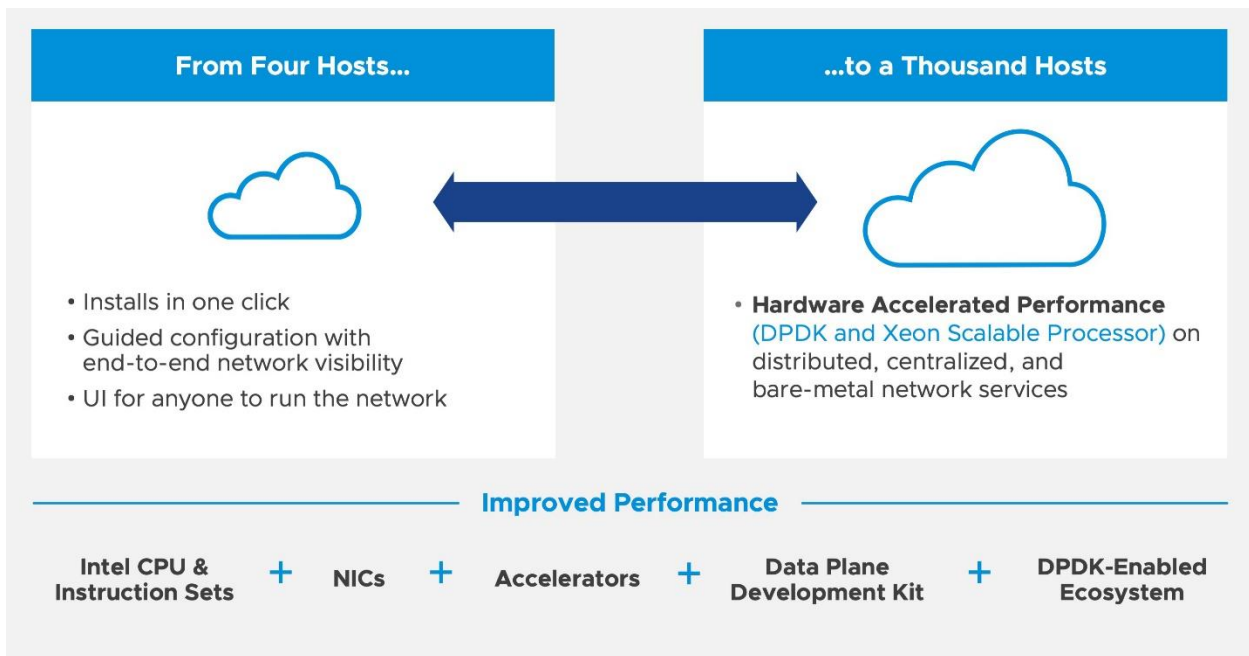 From Four Hosts...
...to a Thousand Hosts
• Installs in one click
• Guided configuration with
end-to-end network visibility
• UI for anyone to run the network
• Hardware Accelerated Performance
(DPDK and Xeon Scalable Processor) on
distributed, centralized, and
bare-metal network services
Improved Performance
Intel CPU &
Instruction Sets
+
NICs
+
Accelerators
+
Data Plane
Development Kit
+
DPDK-Enabled
Ecosystem